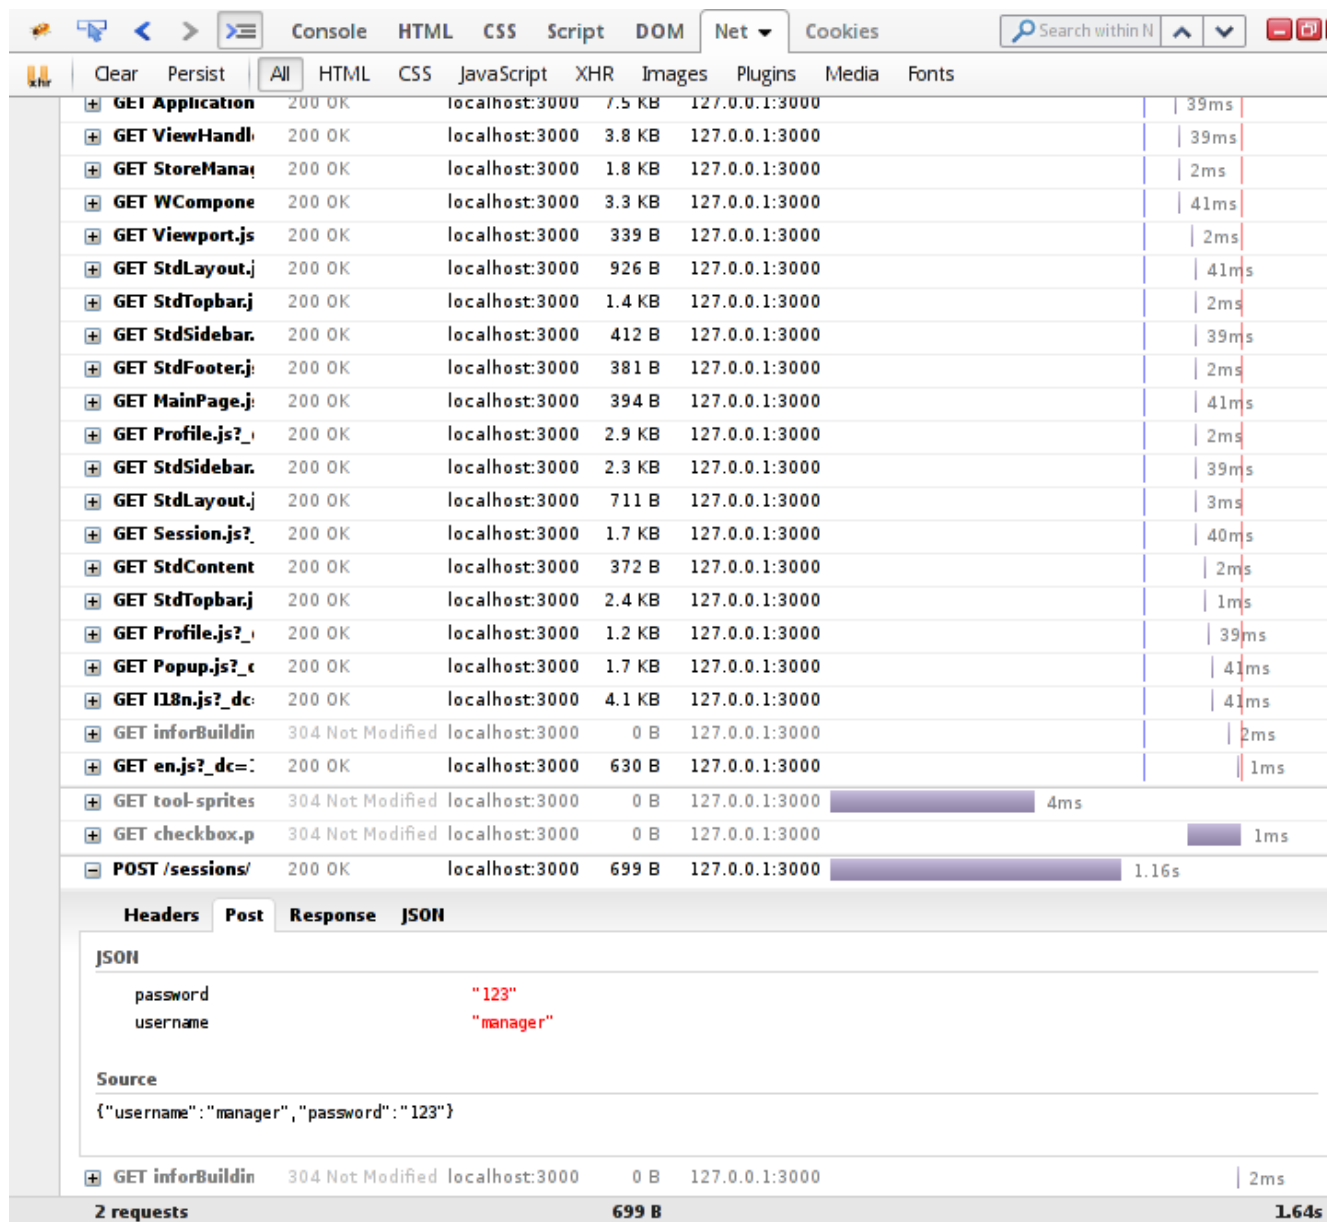 Console HTML CSS Script DOM Net Cookies Search within N
xhr Clear Persist All HTML CSS JavaScript XHR Images Plugins Media Fonts
GET Application 200 OK localhost:3000 7.5 KB 127.0.0.1:3000 39ms
GET ViewHandl 200 OK localhost:3000 3.8 KB 127.0.0.1:3000 39ms
GET StoreManag 200 OK localhost:3000 1.8 KB 127.0.0.1:3000 2ms
GET WCompone 200 OK localhost:3000 3.3 KB 127.0.0.1:3000 41ms
GET Viewport.js 200 OK localhost:3000 339 B 127.0.0.1:3000 2ms
GET StdLayout.j 200 OK localhost:3000 926 B 127.0.0.1:3000 41ms
GET StdTopbar.j 200 OK localhost:3000 1.4 KB 127.0.0.1:3000 2ms
GET StdSidebar. 200 OK localhost:3000 412 B 127.0.0.1:3000 39ms
GET StdFooter.j 200 OK localhost:3000 381 B 127.0.0.1:3000 2ms
GET MainPage.j 200 OK localhost:3000 394 B 127.0.0.1:3000 41ms
GET Profile.js?_ 200 OK localhost:3000 2.9 KB 127.0.0.1:3000 2ms
GET StdSidebar. 200 OK localhost:3000 2.3 KB 127.0.0.1:3000 39ms
GET StdLayout.j 200 OK localhost:3000 711 B 127.0.0.1:3000 3ms
GET Session.js?_ 200 OK localhost:3000 1.7 KB 127.0.0.1:3000 40ms
GET StdContent 200 OK localhost:3000 372 B 127.0.0.1:3000 2ms
GET StdTopbar.j 200 OK localhost:3000 2.4 KB 127.0.0.1:3000 1ms
GET Profile.js?_ 200 OK localhost:3000 1.2 KB 127.0.0.1:3000 39ms
GET Popup.js?_d 200 OK localhost:3000 1.7 KB 127.0.0.1:3000 41ms
GET I18n.js?_dc= 200 OK localhost:3000 4.1 KB 127.0.0.1:3000 41ms
GET inforBuildin 304 Not Modified localhost:3000 0 B 127.0.0.1:3000 2ms
GET en.js?_dc=1 200 OK localhost:3000 630 B 127.0.0.1:3000 1ms
GET tool-sprites 304 Not Modified localhost:3000 0 B 127.0.0.1:3000 4ms
GET checkbox.p 304 Not Modified localhost:3000 0 B 127.0.0.1:3000 1ms
POST /sessions/ 200 OK localhost:3000 699 B 127.0.0.1:3000 1.16s
Headers Post Response JSON
JSON
password "123"
username "manager"
Source
{"username":"manager","password":"123"}
GET inforBuildin 304 Not Modified localhost:3000 0 B 127.0.0.1:3000 2ms
2 requests 699 B 1.64s